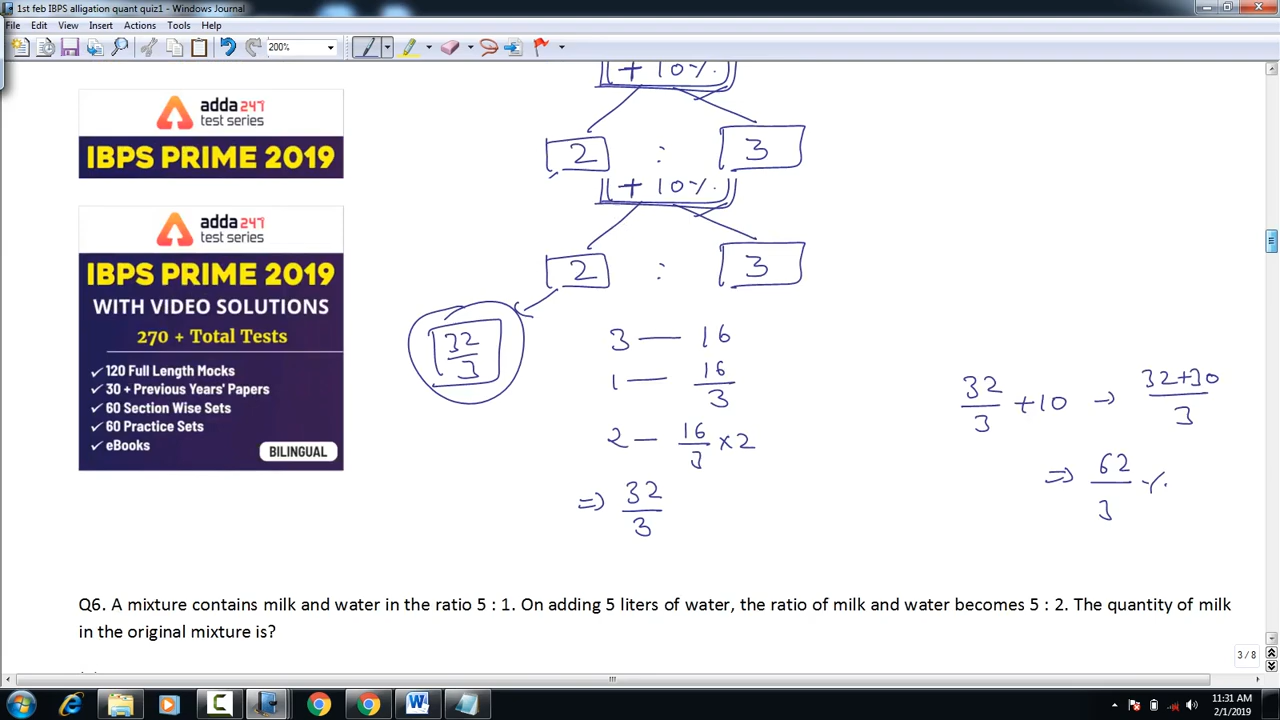 1st feb IBPS alligation quant quiz1 - Windows Journal
File Edit View Insert Actions Tools Help
200%
+ 10%
adda247
test series
IBPS PRIME 2019
2 : 3
+ 10%
adda247
test series
IBPS PRIME 2019
WITH VIDEO SOLUTIONS
270 + Total Tests
✓ 120 Full Length Mocks
✓ 30 + Previous Years' Papers
✓ 60 Section Wise Sets
✓ 60 Practice Sets
✓ eBooks
BILINGUAL
2 : 3
32/3
3 — 16
1 — 16/3
2 — 16/3 x 2
=> 32/3
32/3 + 10 → 32+30/3
=> 62/3 %
Q6. A mixture contains milk and water in the ratio 5 : 1. On adding 5 liters of water, the ratio of milk and water becomes 5 : 2. The quantity of milk
in the original mixture is?
3 / 8
11:31 AM
2/1/2019